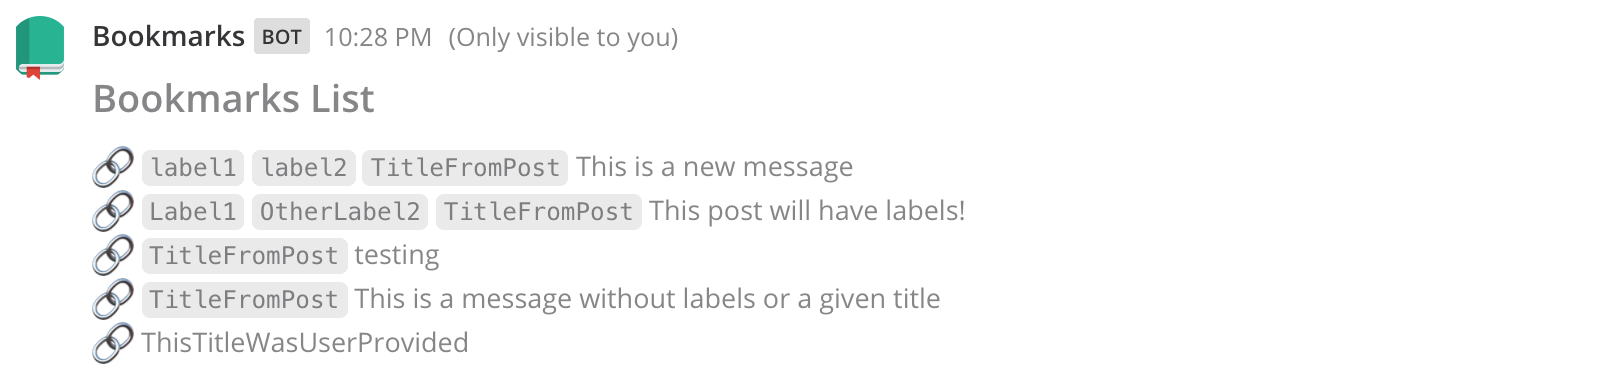 Bookmarks BOT 10:28 PM (Only visible to you)
Bookmarks List
label1 label2 TitleFromPost This is a new message
Label1 OtherLabel2 TitleFromPost This post will have labels!
TitleFromPost testing
TitleFromPost This is a message without labels or a given title
ThisTitleWasUserProvided